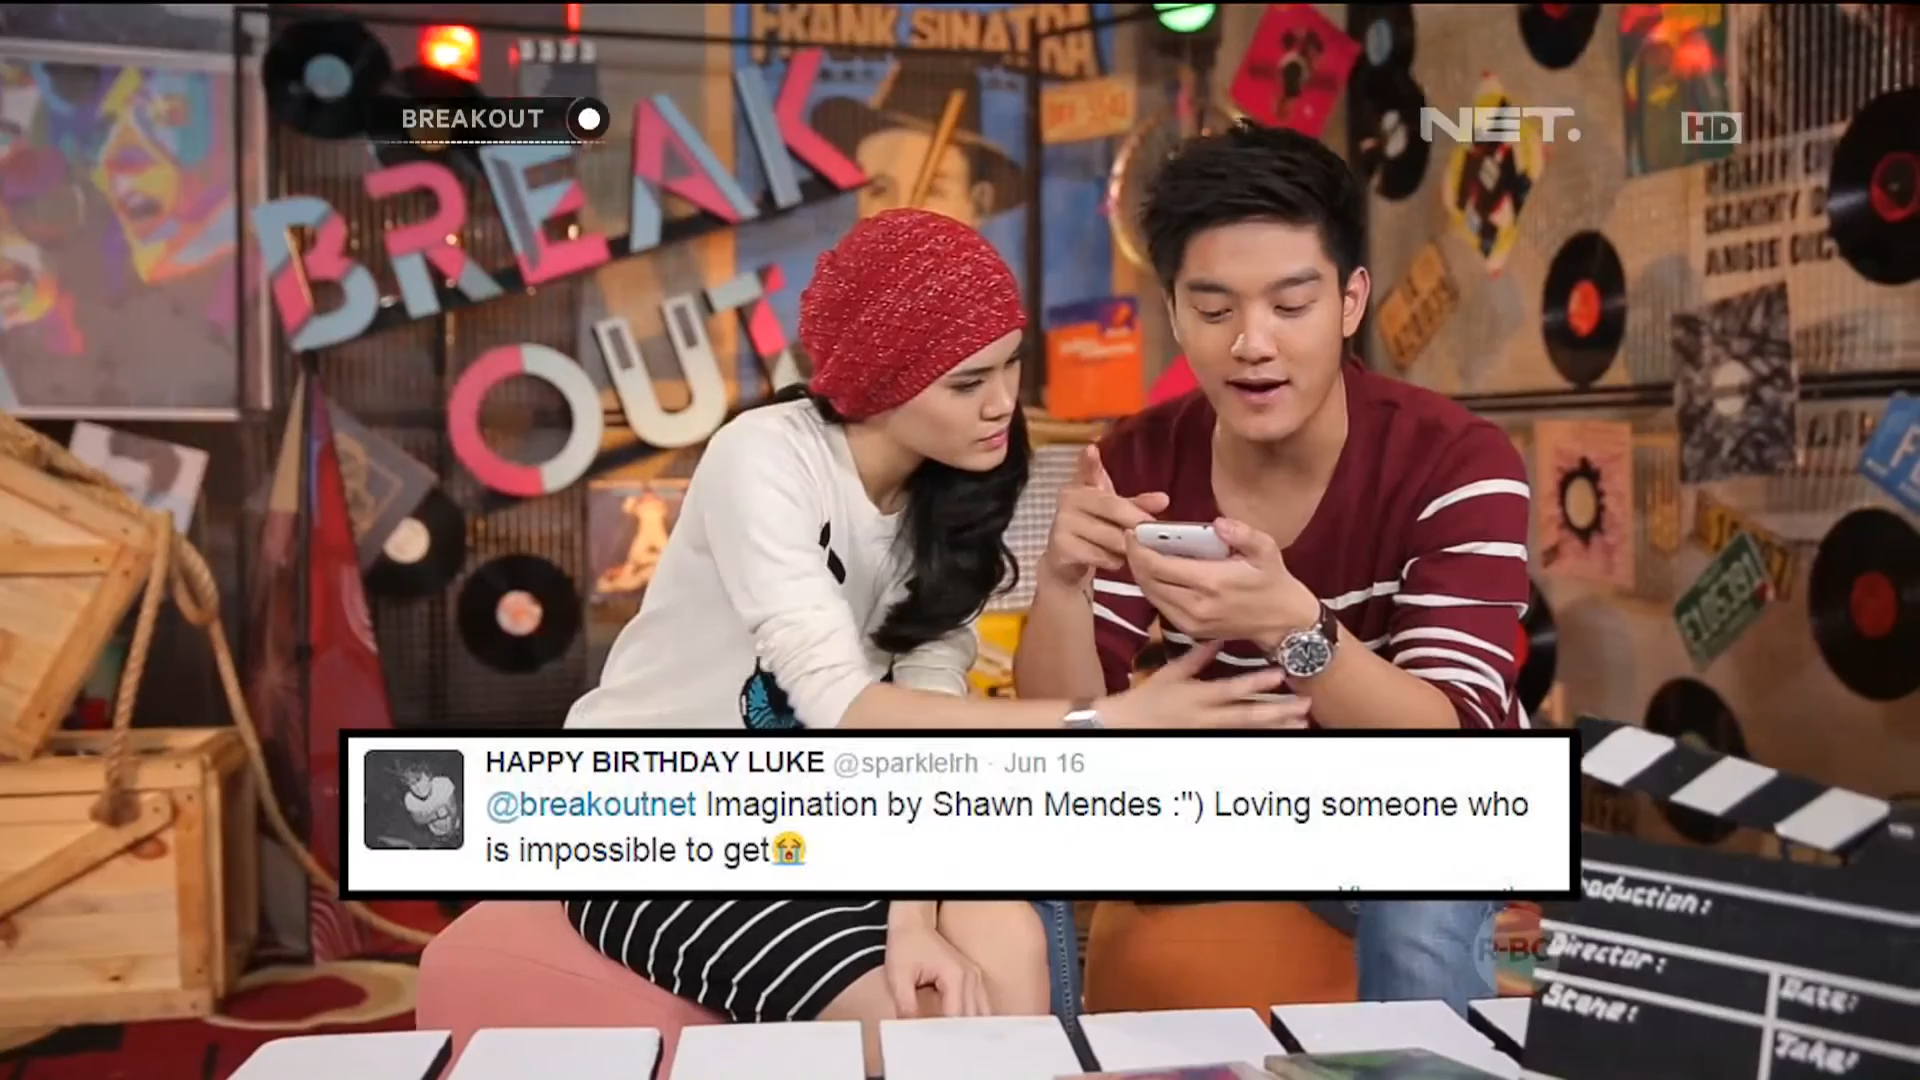 FRANK SINATRA
BREAKOUT
NET.
HD
BREAK
OUT
HAPPY BIRTHDAY LUKE @sparklelrh · Jun 16
@breakoutnet Imagination by Shawn Mendes :") Loving someone who
is impossible to get😭
R-BC
Director:
Scene:
Date:
Take: